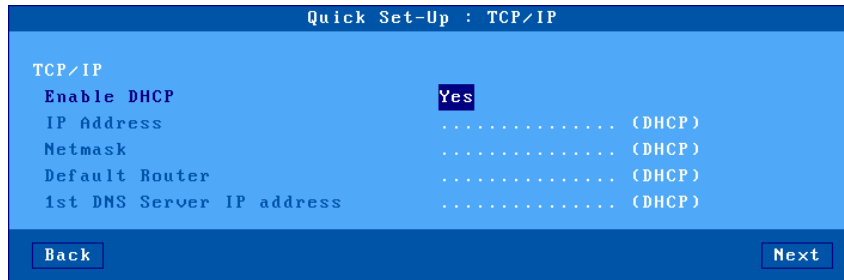 Quick Set-Up : TCP/IP
TCP/IP
Enable DHCP Yes
IP Address ............... (DHCP)
Netmask ............... (DHCP)
Default Router ............... (DHCP)
1st DNS Server IP address ............... (DHCP)
Back Next